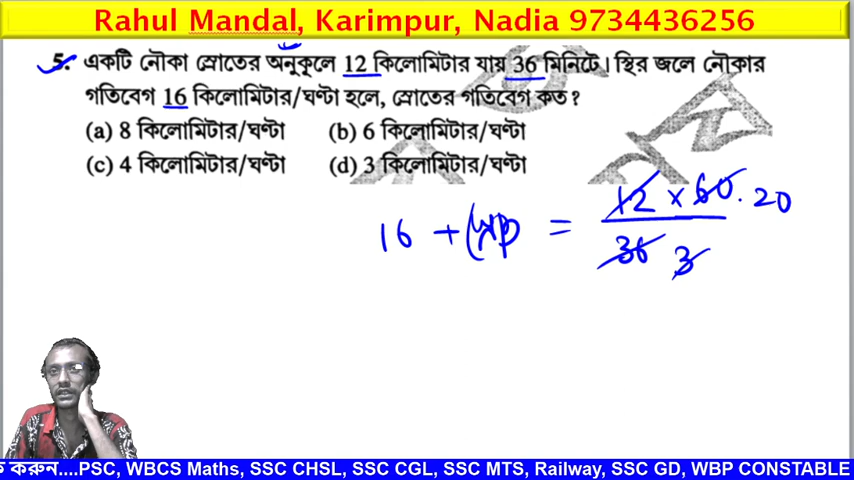 Rahul Mandal, Karimpur, Nadia 9734436256
5. একটি নৌকা স্রোতের অনুকূলে 12 কিলোমিটার যায় 36 মিনিটে। স্থির জলে নৌকার
গতিবেগ 16 কিলোমিটার/ঘণ্টা হলে, স্রোতের গতিবেগ কত?
(a) 8 কিলোমিটার/ঘণ্টা (b) 6 কিলোমিটার/ঘণ্টা
(c) 4 কিলোমিটার/ঘণ্টা (d) 3 কিলোমিটার/ঘণ্টা
12 × 60 . 20
16 + =
36 3
করুন....PSC, WBCS Maths, SSC CHSL, SSC CGL, SSC MTS, Railway, SSC GD, WBP CONSTABLE